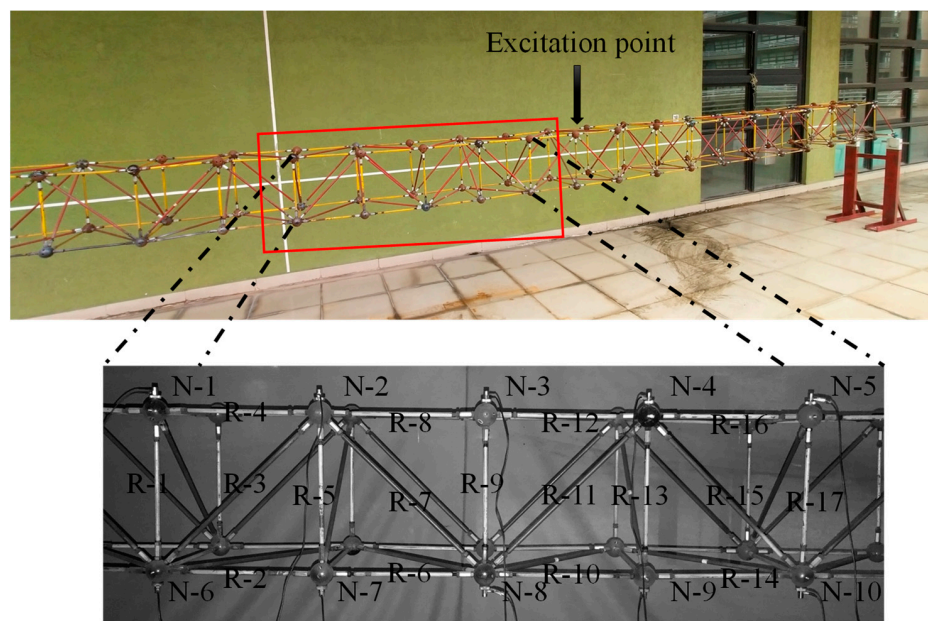 Excitation point
N-1 N-2 N-3 N-4 N-5
R-4 R-8 R-12 R-16
R-1 R-3 R-5 R-7 R-9 R-11 R-13 R-15 R-17
R-2 R-6 R-10 R-14
N-6 N-7 N-8 N-9 N-10